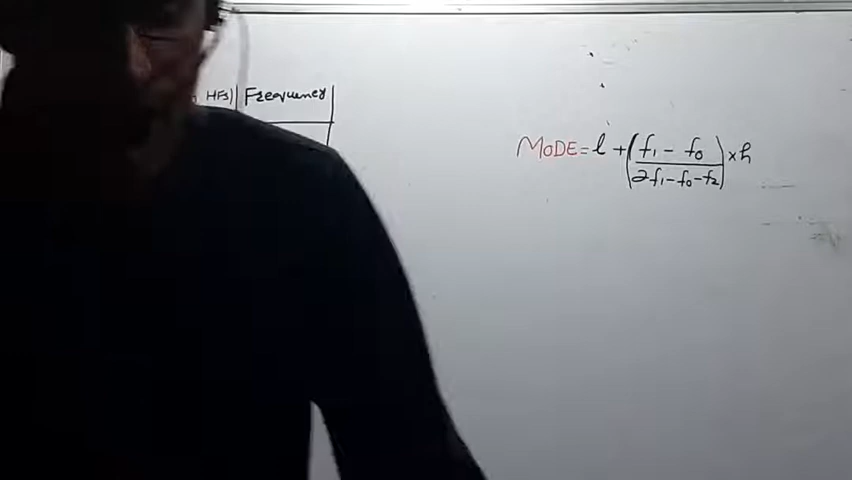 HFs) Frequency
MODE = l + (f₁ - f₀ / 2f₁ - f₀ - f₂) × h